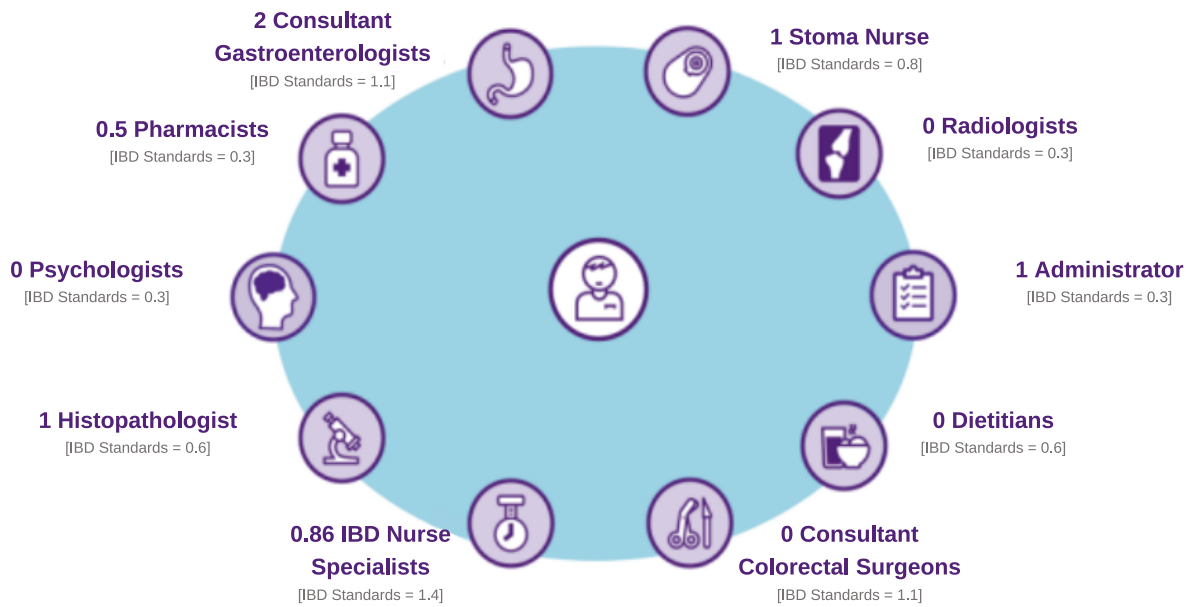 2 Consultant
Gastroenterologists
[IBD Standards = 1.1]
1 Stoma Nurse
[IBD Standards = 0.8]
0.5 Pharmacists
[IBD Standards = 0.3]
0 Radiologists
[IBD Standards = 0.3]
0 Psychologists
[IBD Standards = 0.3]
1 Administrator
[IBD Standards = 0.3]
1 Histopathologist
[IBD Standards = 0.6]
0 Dietitians
[IBD Standards = 0.6]
0.86 IBD Nurse
Specialists
[IBD Standards = 1.4]
0 Consultant
Colorectal Surgeons
[IBD Standards = 1.1]